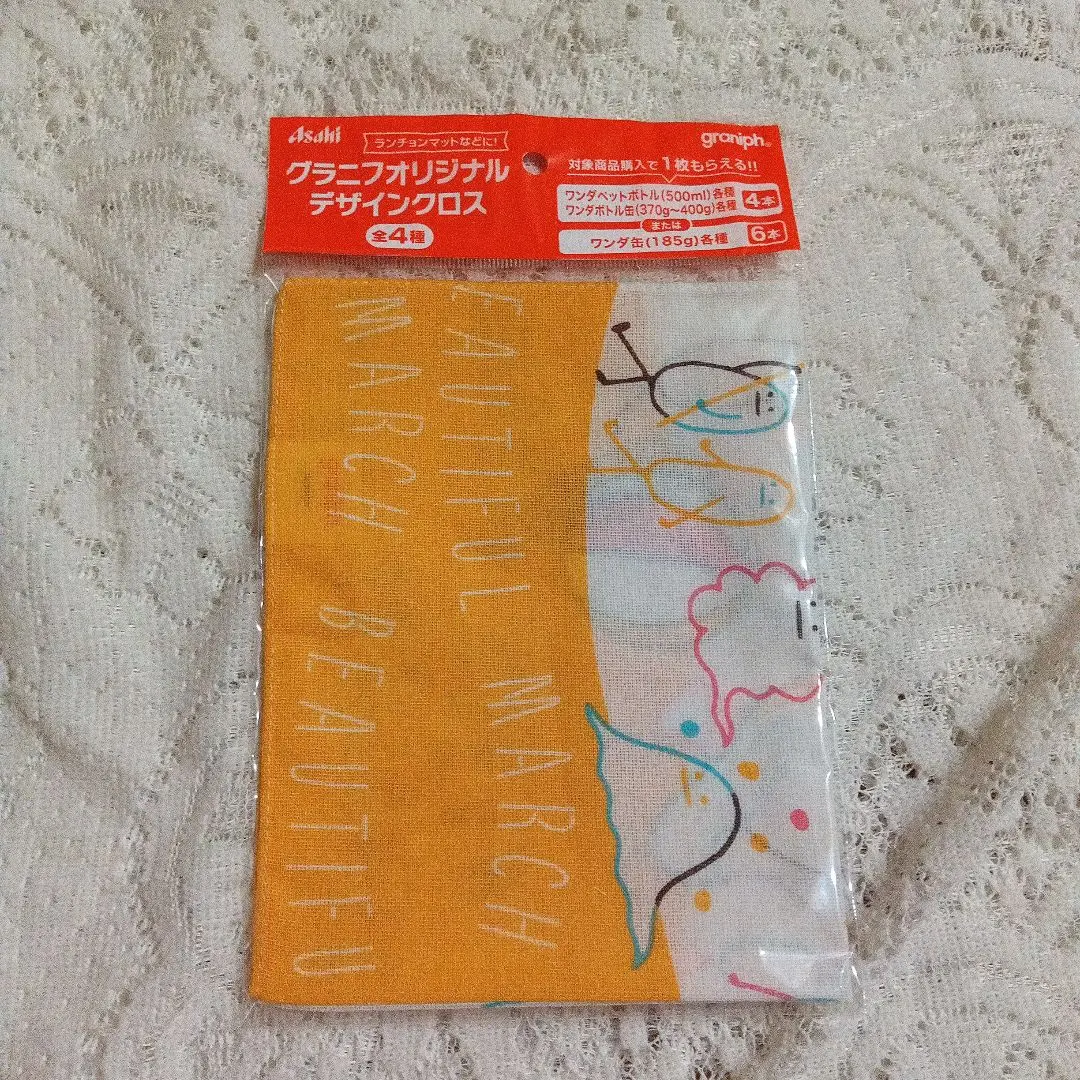 Asahi
ランチョンマットなどに!
グラニフオリジナル
デザインクロス
全4種
graniph®
対象商品購入で1枚もらえる!!
ワンダペットボトル(500ml)各種
ワンダボトル缶(370g~400g)各種
4本
または
ワンダ缶(185g)各種
6本
EAUTIFUL MARCH
MARCH BEAUTIFU